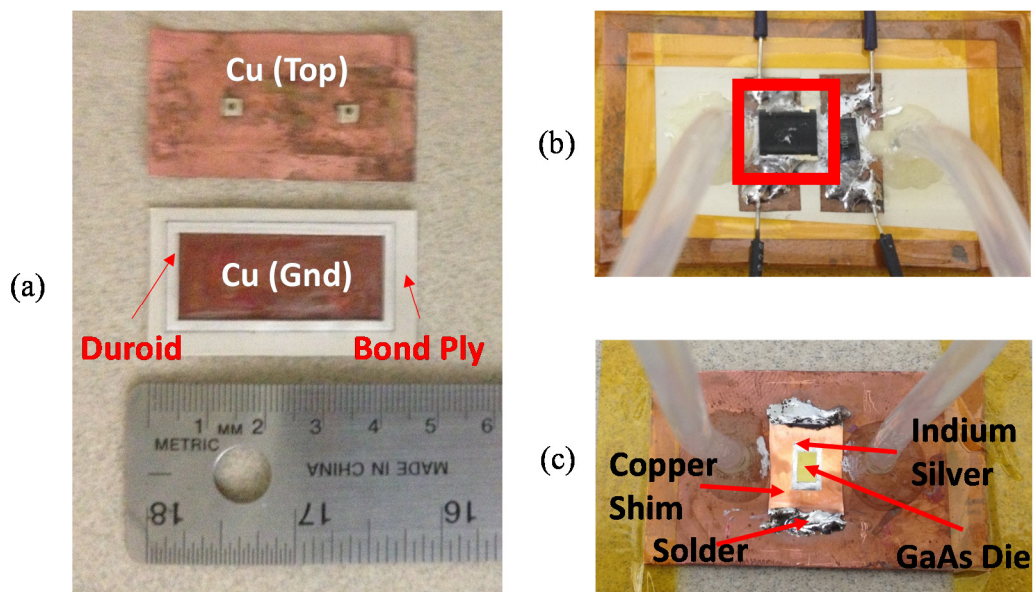 (a)
Cu (Top)
Cu (Gnd)
Duroid
Bond Ply
1 MM 2 3 4 5 6
METRIC
MADE IN CHINA
18 17 16
(b)
(c)
Indium
Silver
Copper
Shim
Solder
GaAs Die